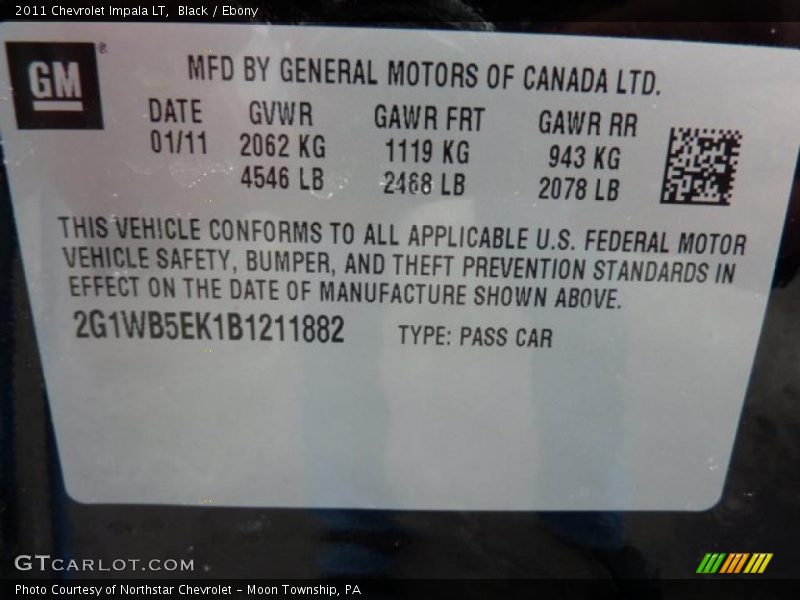 2011 Chevrolet Impala LT, Black / Ebony
GM ®
MFD BY GENERAL MOTORS OF CANADA LTD.
DATE GVWR GAWR FRT GAWR RR
01/11 2062 KG 1119 KG 943 KG
4546 LB 2468 LB 2078 LB
THIS VEHICLE CONFORMS TO ALL APPLICABLE U.S. FEDERAL MOTOR
VEHICLE SAFETY, BUMPER, AND THEFT PREVENTION STANDARDS IN
EFFECT ON THE DATE OF MANUFACTURE SHOWN ABOVE.
2G1WB5EK1B1211882 TYPE: PASS CAR
GTCARLOT.COM
Photo Courtesy of Northstar Chevrolet – Moon Township, PA